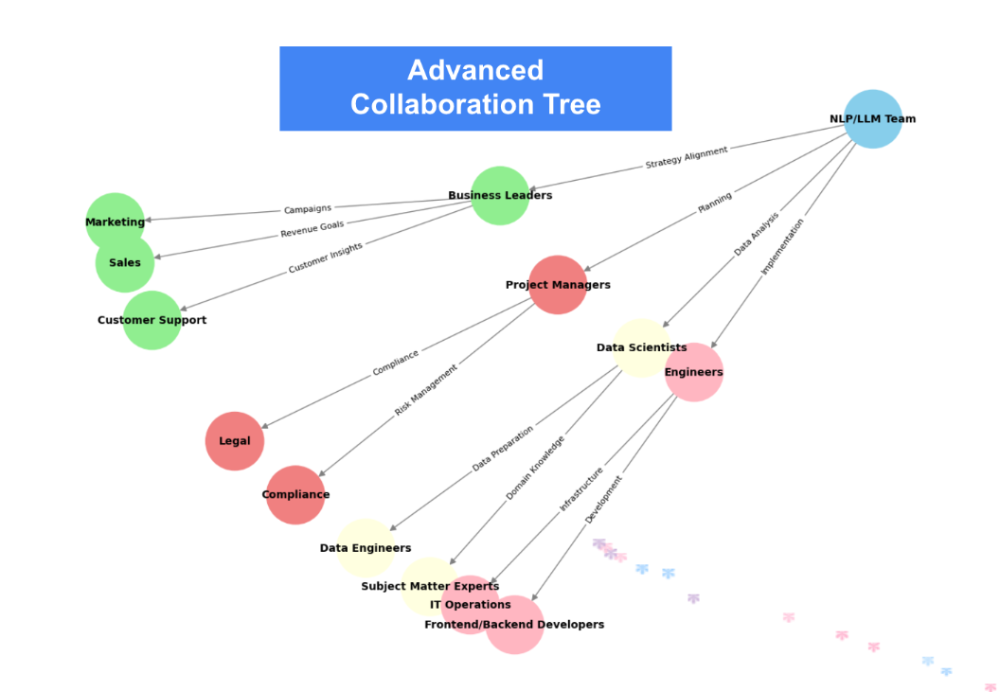 Advanced
Collaboration Tree
NLP/LLM Team
Strategy Alignment
Business Leaders
Planning
Campaigns
Marketing
Revenue Goals
Data Analysis
Implementation
Customer Insights
Sales
Project Managers
Customer Support
Data Scientists
Compliance
Engineers
Risk Management
Legal
Data Preparation
Domain Knowledge
Infrastructure
Development
Compliance
Data Engineers
Subject Matter Experts
IT Operations
Frontend/Backend Developers